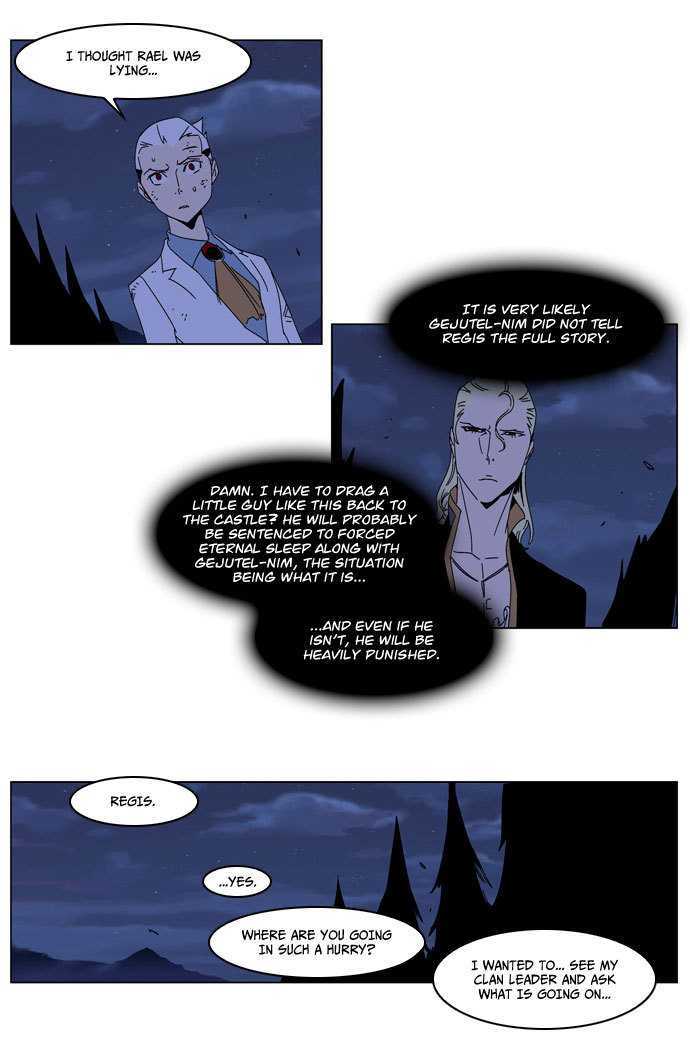 I THOUGHT RAEL WAS
LYING...
IT IS VERY LIKELY
GEJUTEL-NIM DID NOT TELL
REGIS THE FULL STORY.
DAMN. I HAVE TO DRAG A
LITTLE GUY LIKE THIS BACK TO
THE CASTLE? HE WILL PROBABLY
BE SENTENCED TO FORCED
ETERNAL SLEEP ALONG WITH
GEJUTEL-NIM, THE SITUATION
BEING WHAT IT IS...
...AND EVEN IF HE
ISN'T, HE WILL BE
HEAVILY PUNISHED.
REGIS.
...YES.
WHERE ARE YOU GOING
IN SUCH A HURRY?
I WANTED TO... SEE MY
CLAN LEADER AND ASK
WHAT IS GOING ON...